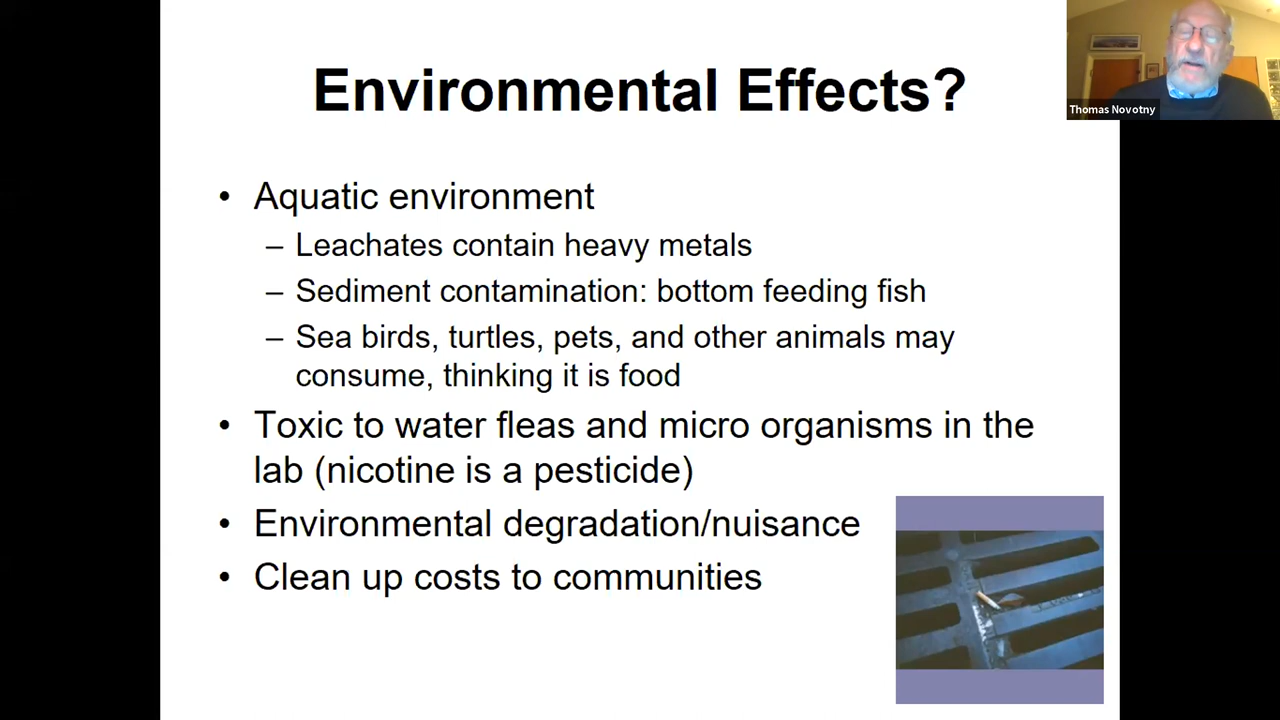 Environmental Effects?
Thomas Novotny
• Aquatic environment
– Leachates contain heavy metals
– Sediment contamination: bottom feeding fish
– Sea birds, turtles, pets, and other animals may
consume, thinking it is food
• Toxic to water fleas and micro organisms in the
lab (nicotine is a pesticide)
• Environmental degradation/nuisance
• Clean up costs to communities